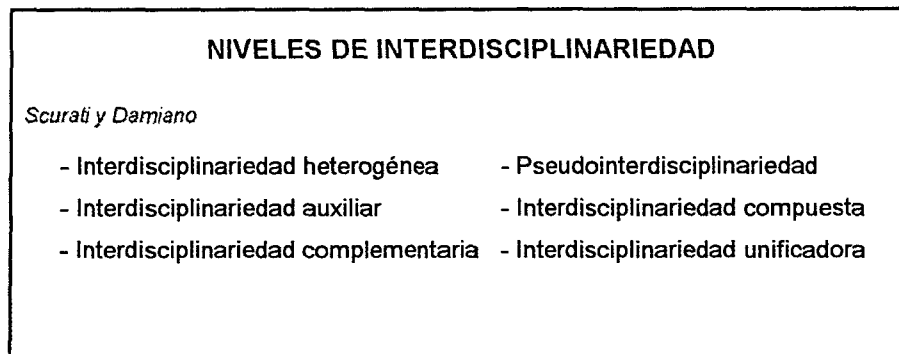 NIVELES DE INTERDISCIPLINARIEDAD
Scurati y Damiano
- Interdisciplinariedad heterogénea - Pseudointerdisciplinariedad
- Interdisciplinariedad auxiliar - Interdisciplinariedad compuesta
- Interdisciplinariedad complementaria - Interdisciplinariedad unificadora